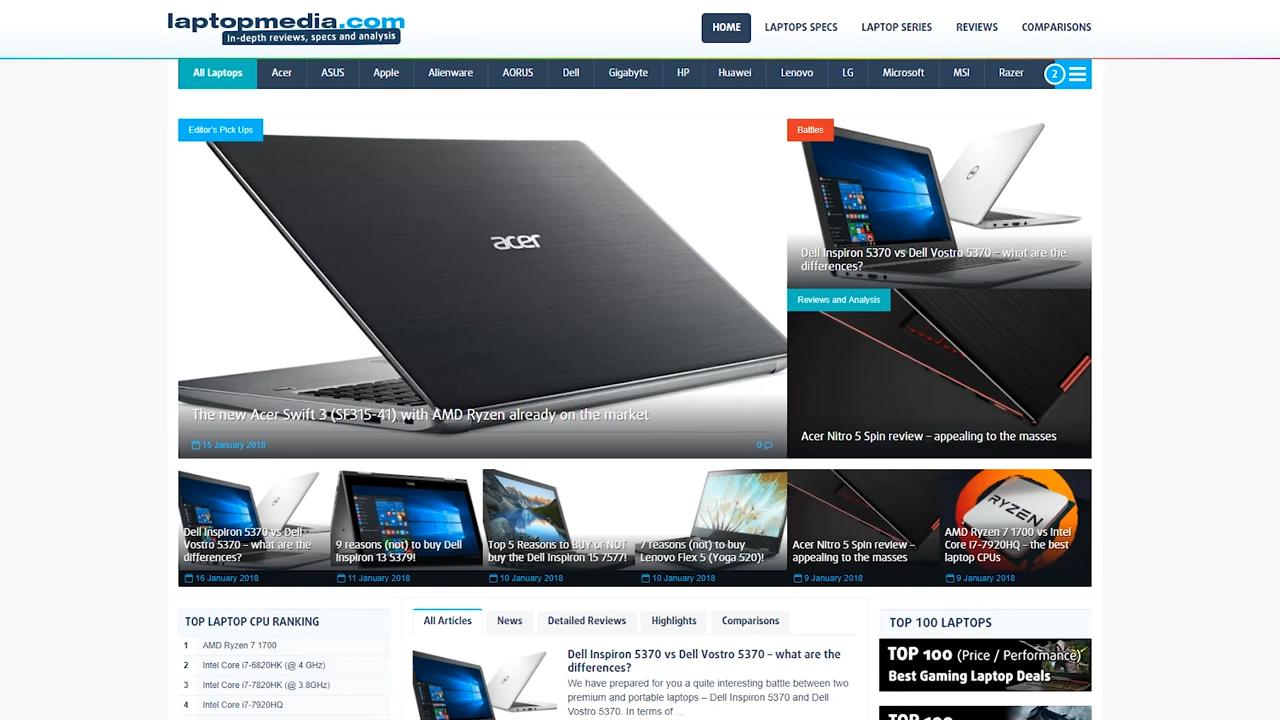 laptopmedia.com
In-depth reviews, specs and analysis
HOME
LAPTOPS SPECS
LAPTOP SERIES
REVIEWS
COMPARISONS
All Laptops
Acer
ASUS
Apple
Alienware
AORUS
Dell
Gigabyte
HP
Huawei
Lenovo
LG
Microsoft
MSI
Razer
2
Editor's Pick Ups
acer
The new Acer Swift 3 (SF315-41) with AMD Ryzen already on the market
15 January 2018
0
Battles
Dell Inspiron 5370 vs Dell Vostro 5370 – what are the
differences?
Reviews and Analysis
Acer Nitro 5 Spin review – appealing to the masses
Dell Inspiron 5370 vs Dell
Vostro 5370 – what are the
differences?
16 January 2018
9 reasons (not) to buy Dell
Inspiron 13 5379!
11 January 2018
Top 5 Reasons to BUY or NOT
buy the Dell Inspiron 15 7577!
10 January 2018
7 reasons (not) to buy
Lenovo Flex 5 (Yoga 520)!
10 January 2018
Acer Nitro 5 Spin review –
appealing to the masses
9 January 2018
RYZEN
AMD Ryzen 7 1700 vs Intel
Core i7-7920HQ – the best
laptop CPUs
9 January 2018
TOP LAPTOP CPU RANKING
1 AMD Ryzen 7 1700
2 Intel Core i7-6820HK (@ 4 GHz)
3 Intel Core i7-7820HK (@ 3.8GHz)
4 Intel Core i7-7920HQ
All Articles
News
Detailed Reviews
Highlights
Comparisons
Dell Inspiron 5370 vs Dell Vostro 5370 – what are the
differences?
We have prepared for you a quite interesting battle between two
premium and portable laptops – Dell Inspiron 5370 and Dell
Vostro 5370. In terms of ...
TOP 100 LAPTOPS
TOP 100 (Price / Performance)
Best Gaming Laptop Deals
TOP 100